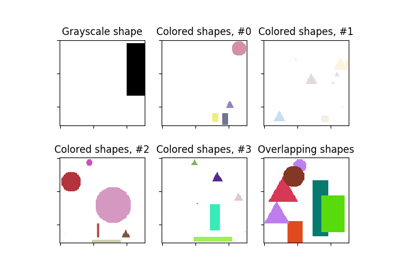 Grayscale shape
Colored shapes, #0
Colored shapes, #1
Colored shapes, #2
Colored shapes, #3
Overlapping shapes